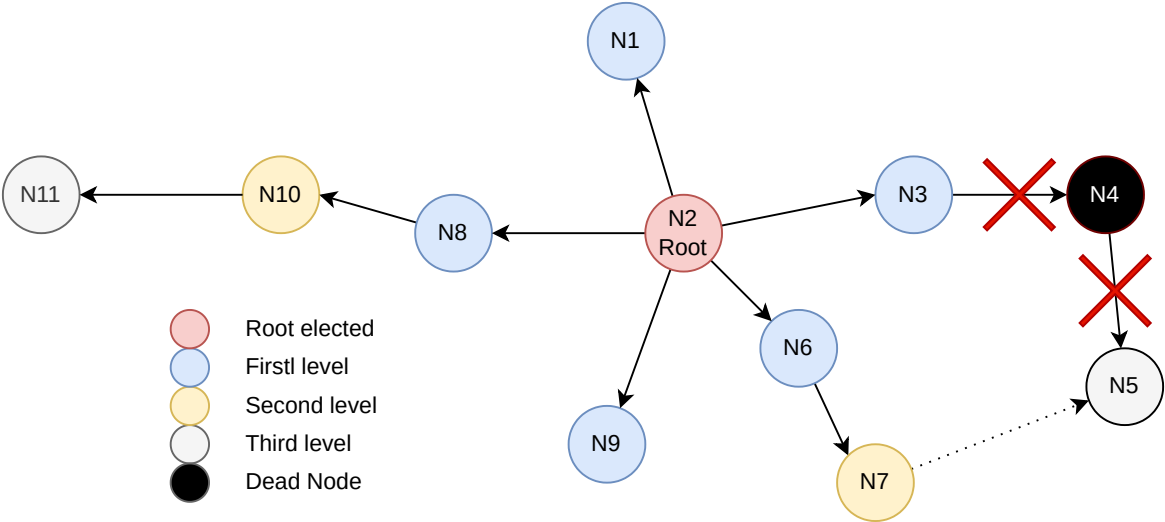 N1
N11
N10
N8
N2
Root
N3
N4
N6
N5
N9
N7
Root elected
Firstl level
Second level
Third level
Dead Node